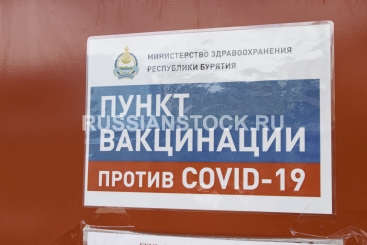 МИНИСТЕРСТВО ЗДРАВООХРАНЕНИЯ
РЕСПУБЛИКИ БУРЯТИЯ
ПУНКТ
RUSSIANSTOCK.RU
ВАКЦИНАЦИИ
ПРОТИВ COVID-19